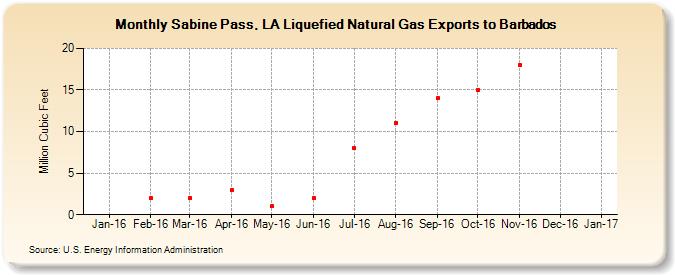 Monthly Sabine Pass, LA Liquefied Natural Gas Exports to Barbados
Million Cubic Feet
20
15
10
5
0
Jan-16 Feb-16 Mar-16 Apr-16 May-16 Jun-16 Jul-16 Aug-16 Sep-16 Oct-16 Nov-16 Dec-16 Jan-17
Source: U.S. Energy Information Administration